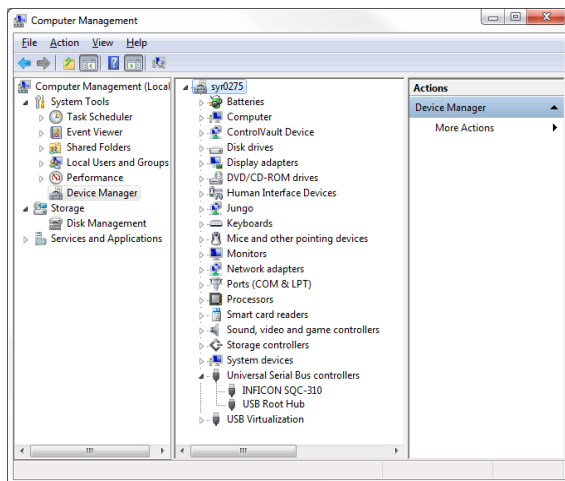 Computer Management
File Action View Help
Computer Management (Local
System Tools
Task Scheduler
Event Viewer
Shared Folders
Local Users and Groups
Performance
Device Manager
Storage
Disk Management
Services and Applications
syr0275
Batteries
Computer
ControlVault Device
Disk drives
Display adapters
DVD/CD-ROM drives
Human Interface Devices
Jungo
Keyboards
Mice and other pointing devices
Monitors
Network adapters
Ports (COM & LPT)
Processors
Smart card readers
Sound, video and game controllers
Storage controllers
System devices
Universal Serial Bus controllers
INFICON SQC-310
USB Root Hub
USB Virtualization
Actions
Device Manager
More Actions